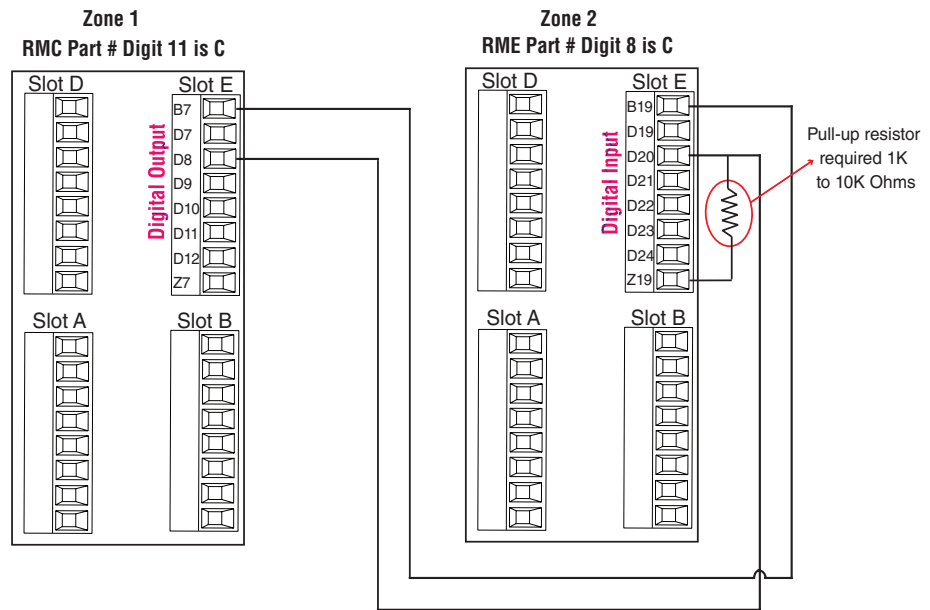 Zone 1
RMC Part # Digit 11 is C
Slot D
Slot E
B7
D7
D8
D9
D10
D11
D12
Z7
Digital Output
Slot A
Slot B
Zone 2
RME Part # Digit 8 is C
Slot D
Slot E
B19
D19
D20
D21
D22
D23
D24
Z19
Digital Input
Slot A
Slot B
Pull-up resistor
required 1K
to 10K Ohms